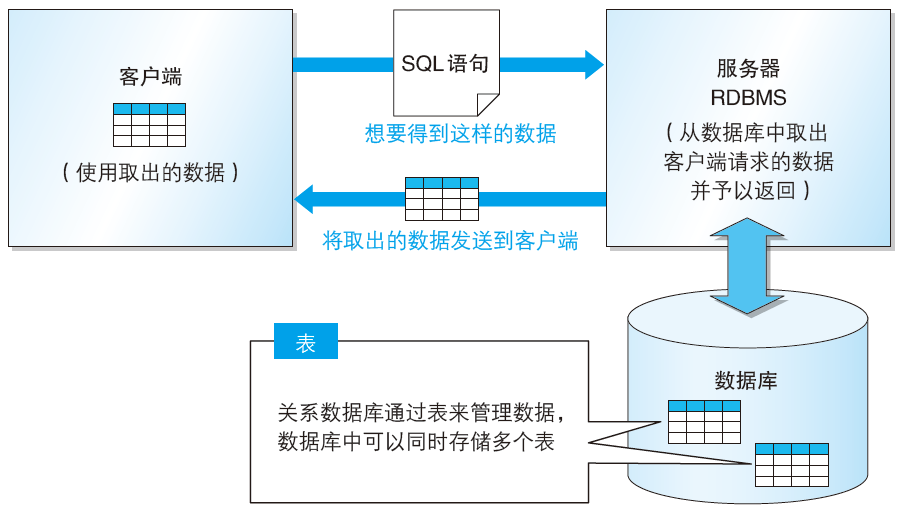 客户端
（使用取出的数据）
SQL 语句
想要得到这样的数据
将取出的数据发送到客户端
服务器
RDBMS
（从数据库中取出
客户端请求的数据
并予以返回）
表
关系数据库通过表来管理数据，
数据库中可以同时存储多个表
数据库